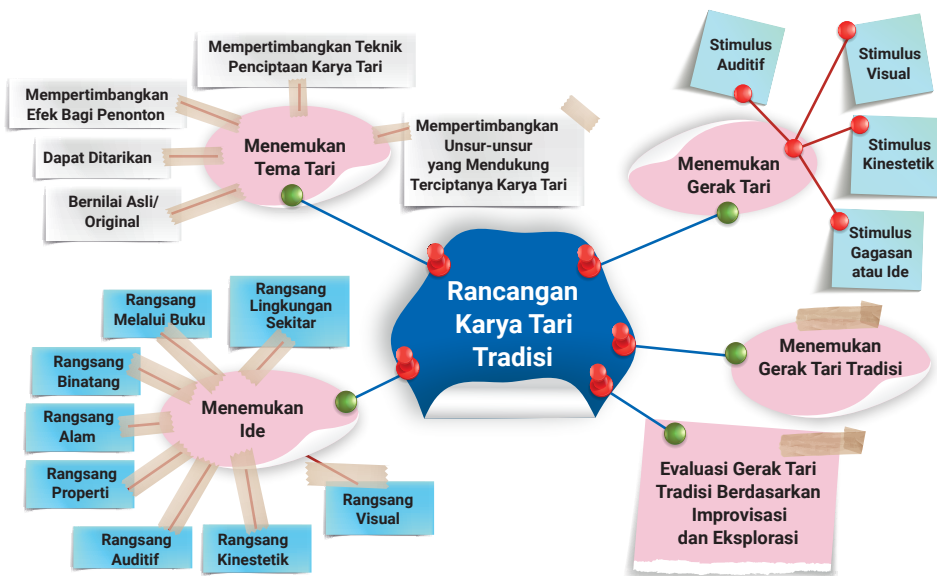 Mempertimbangkan Teknik
Penciptaan Karya Tari
Mempertimbangkan
Efek Bagi Penonton
Dapat Ditarikan
Bernilai Asli/
Original
Menemukan
Tema Tari
Mempertimbangkan
Unsur-unsur
yang Mendukung
Terciptanya Karya Tari
Stimulus
Auditif
Stimulus
Visual
Stimulus
Kinestetik
Stimulus
Gagasan
atau Ide
Menemukan
Gerak Tari
Rancangan
Karya Tari
Tradisi
Rangsang
Melalui Buku
Rangsang
Lingkungan
Sekitar
Rangsang
Binatang
Rangsang
Alam
Rangsang
Properti
Rangsang
Auditif
Rangsang
Kinestetik
Rangsang
Visual
Menemukan
Ide
Menemukan
Gerak Tari Tradisi
Evaluasi Gerak Tari
Tradisi Berdasarkan
Improvisasi
dan Eksplorasi